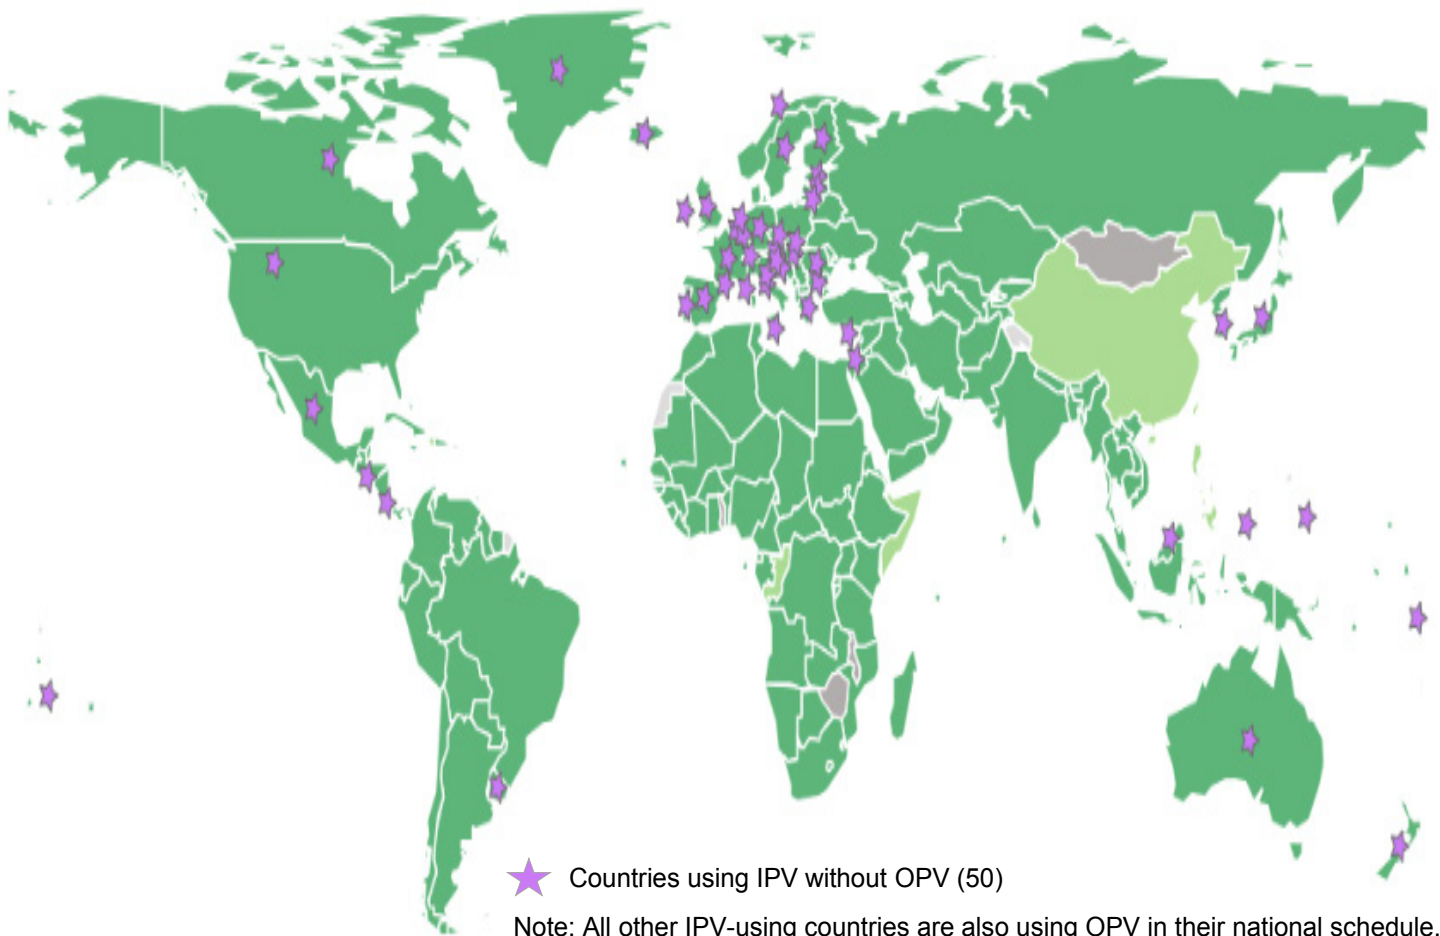 Countries using IPV without OPV (50)
Note: All other IPV-using countries are also using OPV in their national schedule.